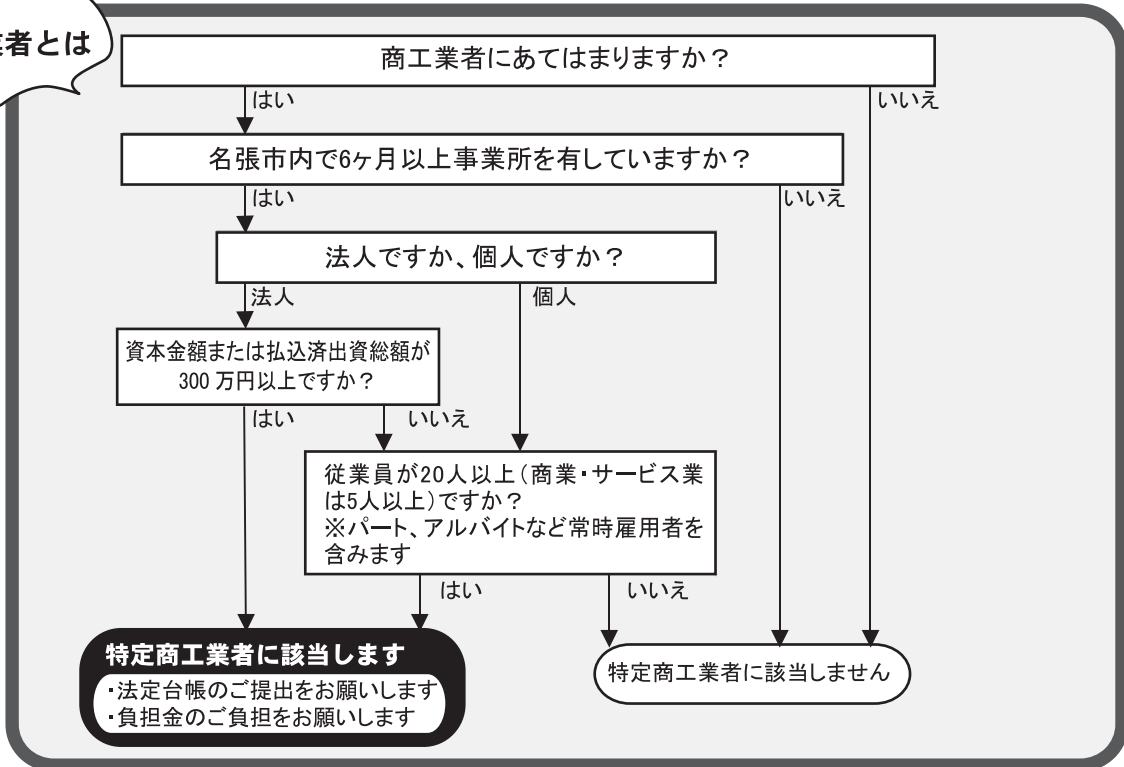 業者とは
商工業者にあてはまりますか？
はい
いいえ
名張市内で6ヶ月以上事業所を有していますか？
はい
いいえ
法人ですか、個人ですか？
法人
個人
資本金額または払込済出資総額が
300 万円以上ですか？
はい
いいえ
従業員が20人以上（商業・サービス業
は5人以上）ですか？
※パート、アルバイトなど常時雇用者を
含みます
はい
いいえ
特定商工業者に該当します
・法定台帳のご提出をお願いします
・負担金のご負担をお願いします
特定商工業者に該当しません